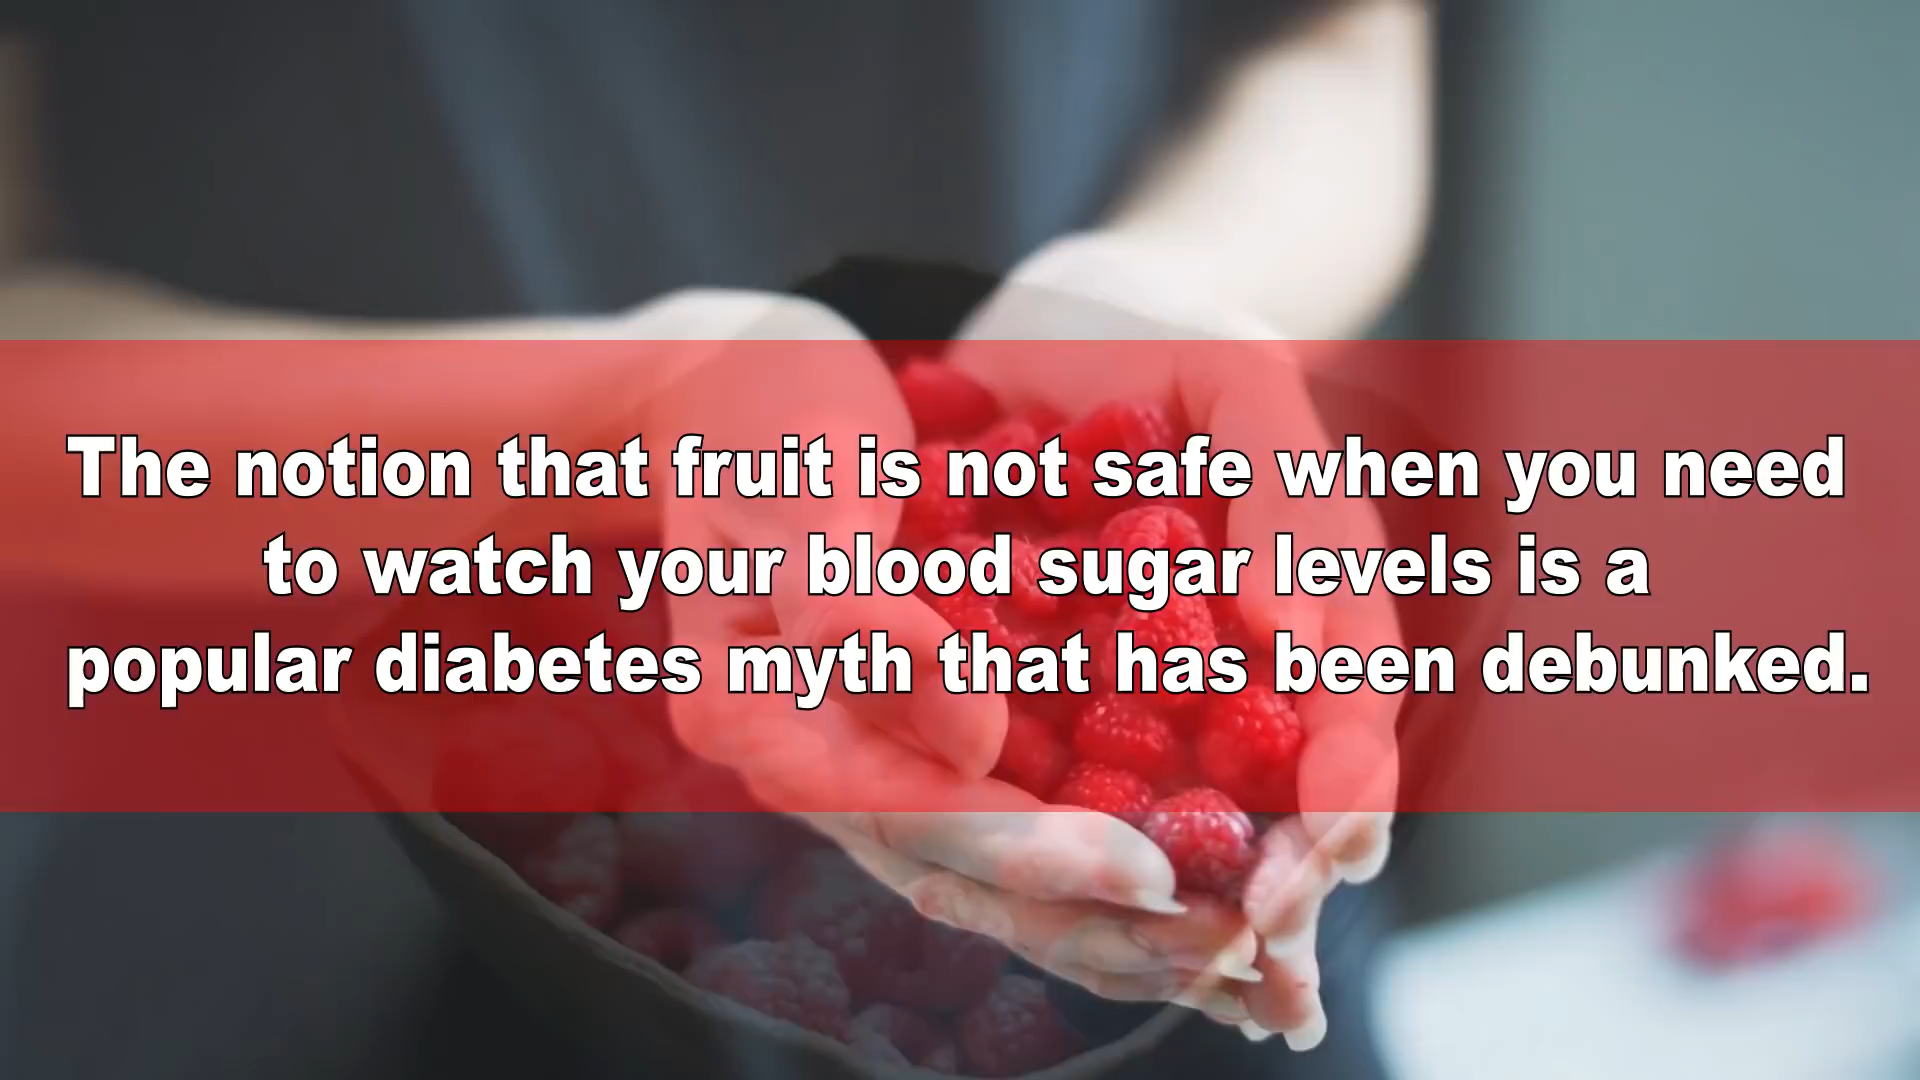 The notion that fruit is not safe when you need
to watch your blood sugar levels is a
popular diabetes myth that has been debunked.